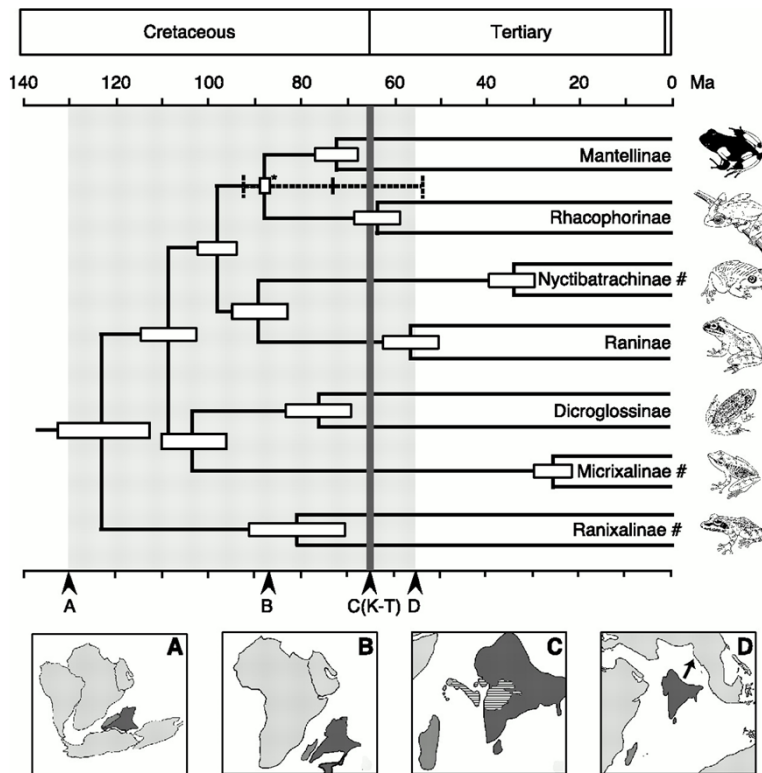 Cretaceous Tertiary
140 120 100 80 60 40 20 0 Ma
Mantellinae
*
Rhacophorinae
Nyctibatrachinae #
Raninae
Dicroglossinae
Micrixalinae #
Ranixalinae #
A B C(K-T) D
A B C D